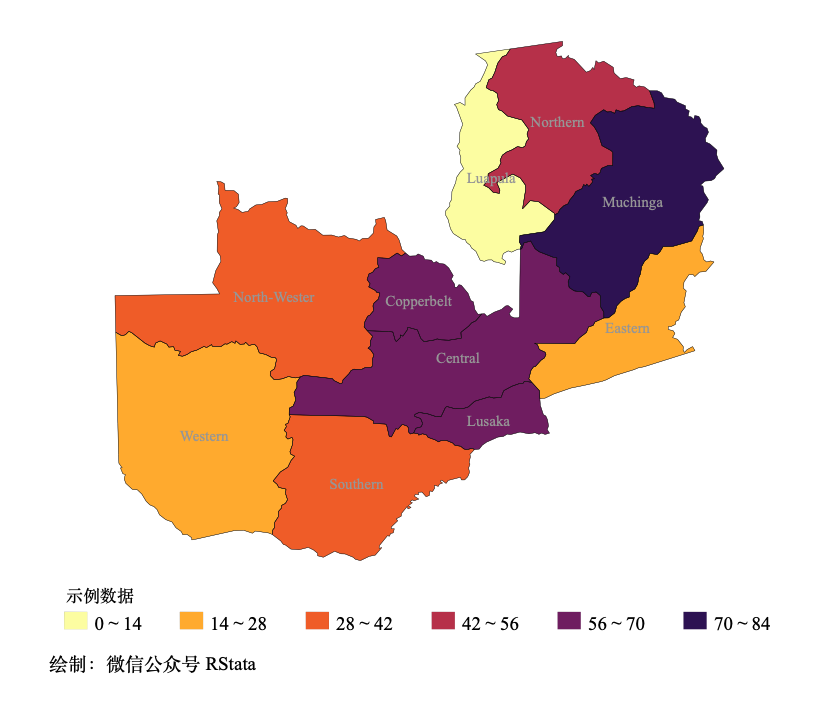 Northern
Luapula
Muchinga
North-Wester
Copperbelt
Eastern
Central
Lusaka
Western
Southern
示例数据
0 ~ 14 14 ~ 28 28 ~ 42 42 ~ 56 56 ~ 70 70 ~ 84
绘制：微信公众号 RStata